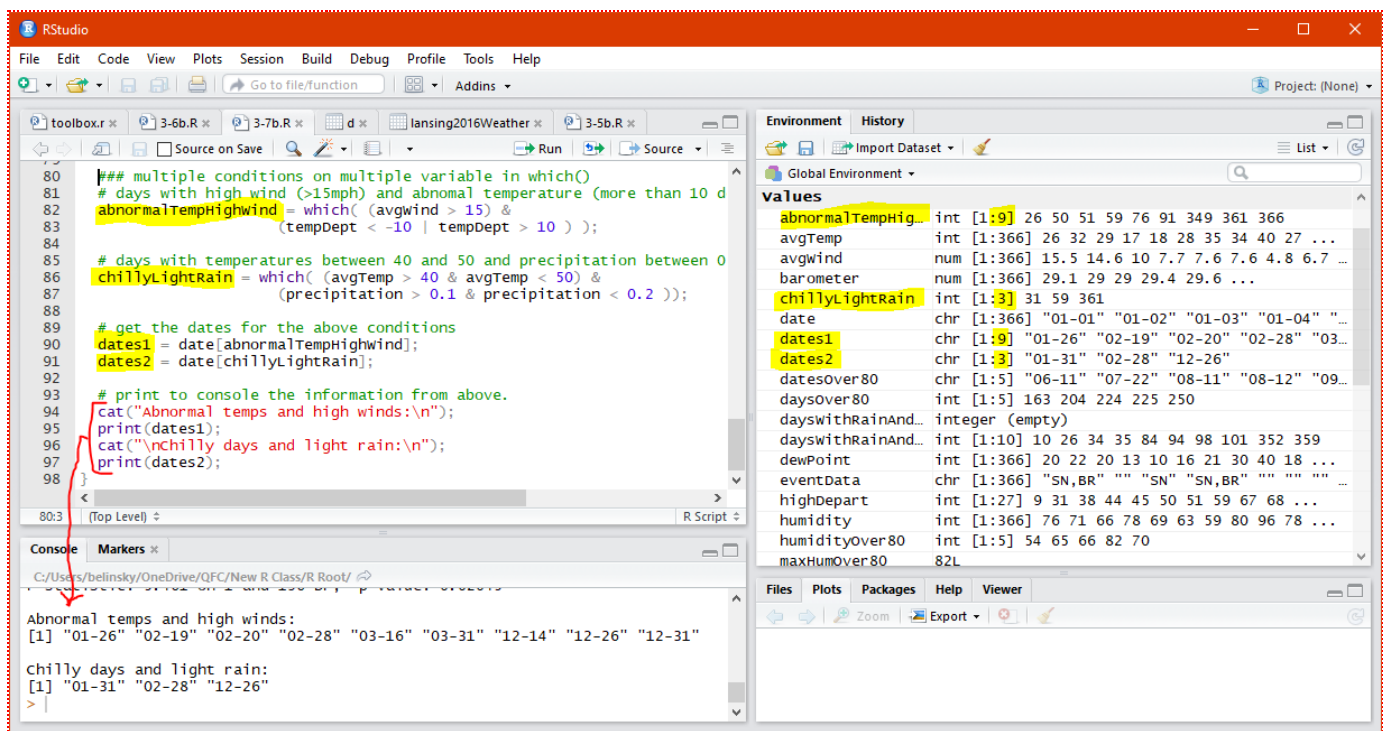 RStudio
File Edit Code View Plots Session Build Debug Profile Tools Help
Go to file/function Addins Project: (None)
toolbox.r 3-6b.R 3-7b.R d lansing2016Weather 3-5b.R
Source on Save Run Source
80 ### multiple conditions on multiple variable in which()
81 # days with high wind (>15mph) and abnomal temperature (more than 10 d
82 abnormalTempHighWind = which( (avgWind > 15) &
83 (tempDept < -10 | tempDept > 10 ) );
84
85 # days with temperatures between 40 and 50 and precipitation between 0
86 chillyLightRain = which( (avgTemp > 40 & avgTemp < 50) &
87 (precipitation > 0.1 & precipitation < 0.2 ));
88
89 # get the dates for the above conditions
90 dates1 = date[abnormalTempHighWind];
91 dates2 = date[chillyLightRain];
92
93 # print to console the information from above.
94 cat("Abnormal temps and high winds:\n");
95 print(dates1);
96 cat("\nChilly days and light rain:\n");
97 print(dates2);
98 }
80:3 (Top Level) R Script
Console Markers
C:/Users/belinsky/OneDrive/QFC/New R Class/R Root/
Abnormal temps and high winds:
[1] "01-26" "02-19" "02-20" "02-28" "03-16" "03-31" "12-14" "12-26" "12-31"
Chilly days and light rain:
[1] "01-31" "02-28" "12-26"
>
Environment History
Import Dataset List
Global Environment
Values
abnormalTempHig… int [1:9] 26 50 51 59 76 91 349 361 366
avgTemp int [1:366] 26 32 29 17 18 28 35 34 40 27 ...
avgWind num [1:366] 15.5 14.6 10 7.7 7.6 7.6 4.8 6.7 …
barometer num [1:366] 29.1 29 29 29.4 29.6 ...
chillyLightRain int [1:3] 31 59 361
date chr [1:366] "01-01" "01-02" "01-03" "01-04" "…
dates1 chr [1:9] "01-26" "02-19" "02-20" "02-28" "03…
dates2 chr [1:3] "01-31" "02-28" "12-26"
datesOver80 chr [1:5] "06-11" "07-22" "08-11" "08-12" "09…
daysOver80 int [1:5] 163 204 224 225 250
daysWithRainAnd… integer (empty)
daysWithRainAnd… int [1:10] 10 26 34 35 84 94 98 101 352 359
dewPoint int [1:366] 20 22 20 13 10 16 21 30 40 18 ...
eventData chr [1:366] "SN,BR" "" "SN" "SN,BR" "" "" "" …
highDepart int [1:27] 9 31 38 44 45 50 51 59 67 68 ...
humidity int [1:366] 76 71 66 78 69 63 59 80 96 78 ...
humidityOver80 int [1:5] 54 65 66 82 70
maxHumOver80 82L
Files Plots Packages Help Viewer
Zoom Export